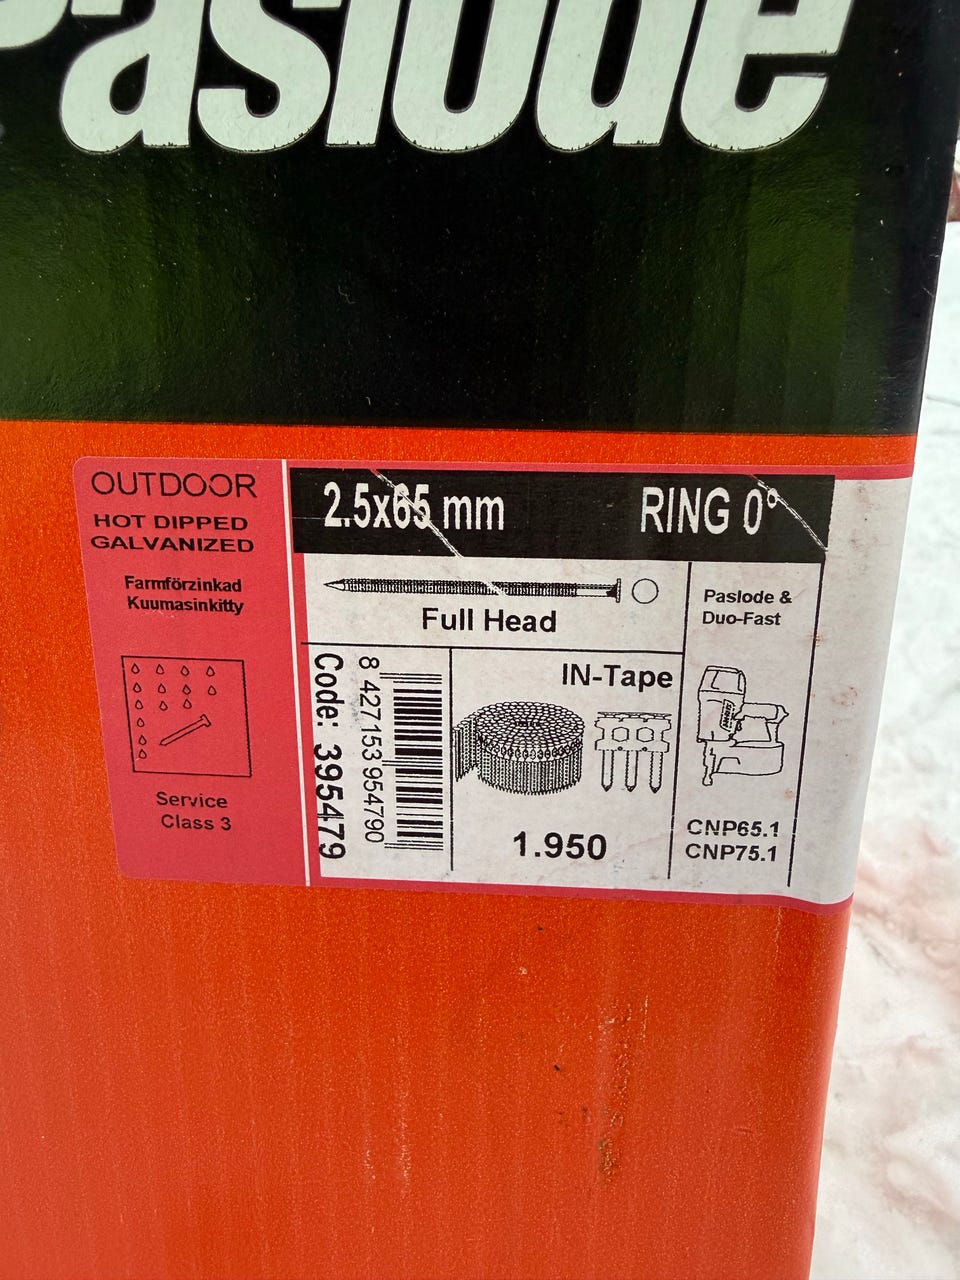 Paslode
OUTDOOR
HOT DIPPED
GALVANIZED
Farmförzinkad
Kuumasinkitty
Service
Class 3
2.5x65 mm RING 0°
Full Head
Paslode &
Duo-Fast
Code: 395479
8 427153 954790
IN-Tape
1.950
CNP65.1
CNP75.1